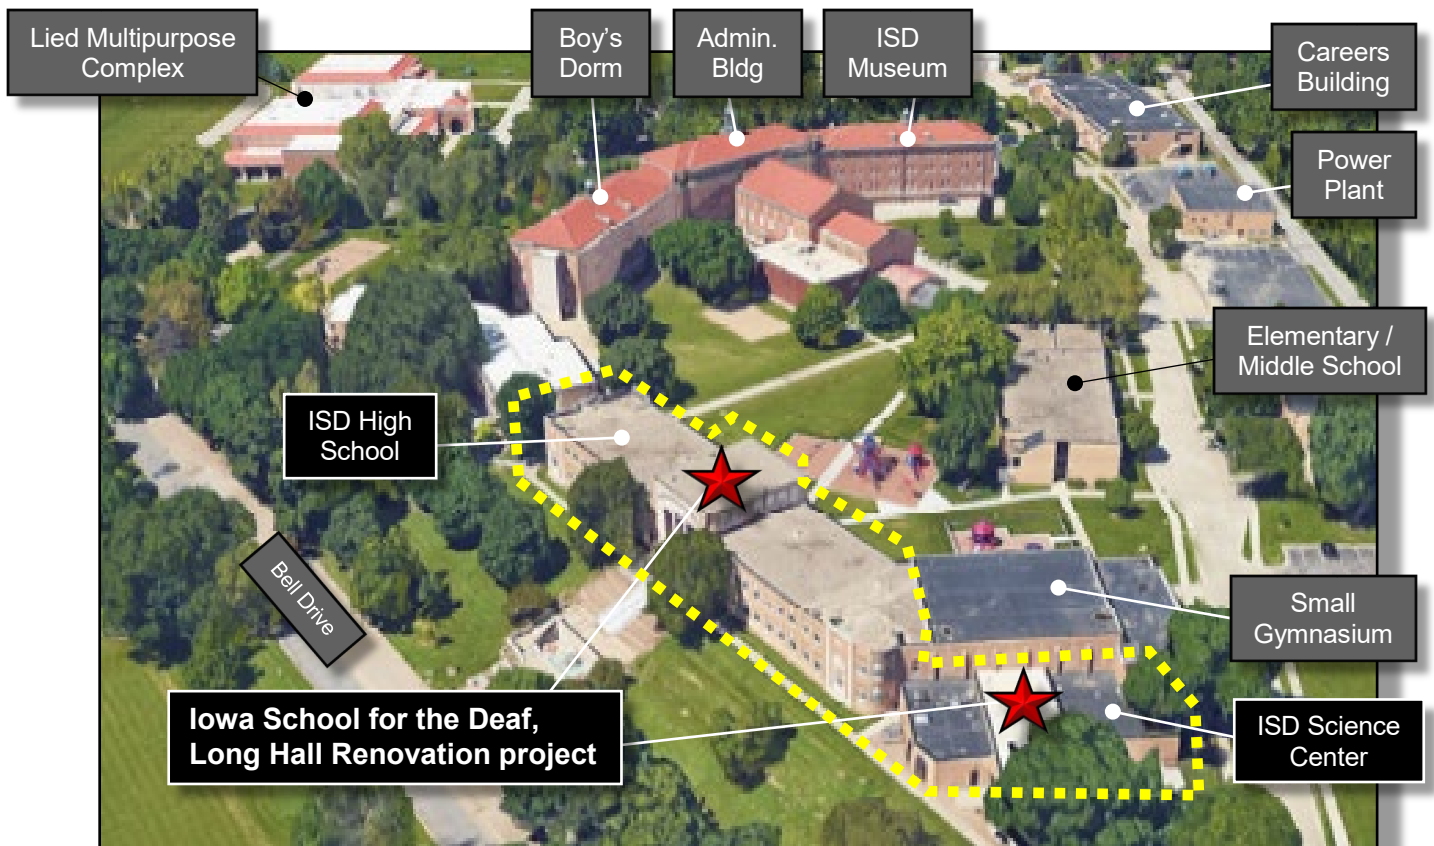 Lied Multipurpose
Complex
Boy’s
Dorm
Admin.
Bldg
ISD
Museum
Careers
Building
Power
Plant
Elementary /
Middle School
ISD High
School
Bell Drive
Small
Gymnasium
Iowa School for the Deaf,
Long Hall Renovation project
ISD Science
Center